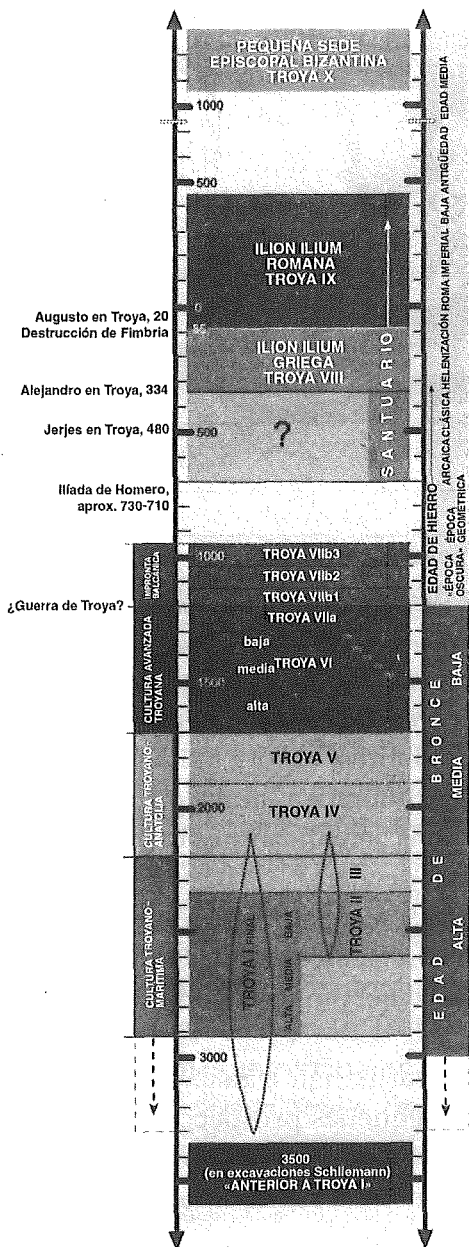 PEQUEÑA SEDE
EPISCOPAL BIZANTINA
TROYA X
1000
500
ILION ILIUM
ROMANA
TROYA IX
0
85
Augusto en Troya, 20
Destrucción de Fimbria
ILION ILIUM
GRIEGA
TROYA VIII
Alejandro en Troya, 334
Jerjes en Troya, 480
500
?
SANTUARIO
Ilíada de Homero,
aprox. 730-710
1000
TROYA VIIb3
TROYA VIIb2
TROYA VIIb1
¿Guerra de Troya?
TROYA VIIa
baja
media
TROYA VI
1500
alta
TROYA V
2000
TROYA IV
III
TROYA II
TROYA I
FINAL
BAJA
MEDIA
ALTA
3000
3500
(en excavaciones Schliemann)
«ANTERIOR A TROYA I»
IMPRONTA
BALCÁNICA
CULTURA AVANZADA
TROYANA
CULTURA TROYANO-
ANATOLIA
CULTURA TROYANO-
MARÍTIMA
EDAD DE HIERRO
«ÉPOCA
OSCURA»
ÉPOCA
GEOMÉTRICA
ARCAICA
CLÁSICA
HELENIZACIÓN
ROMA IMPERIAL
BAJA ANTIGÜEDAD
EDAD MEDIA
EDAD DE BRONCE
ALTA
MEDIA
BAJA